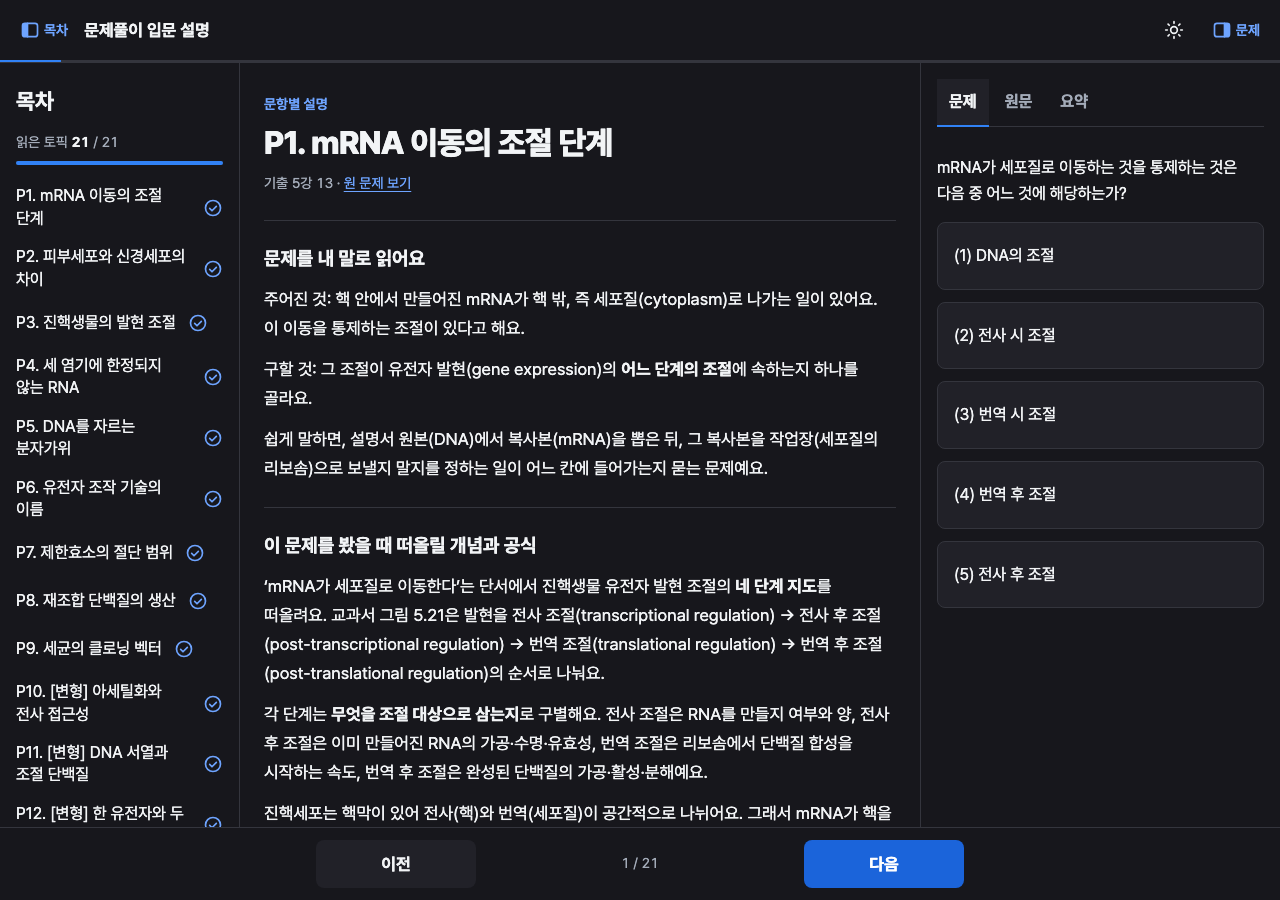 목차
문제풀이 입문 설명
문제
목차
읽은 토픽 21 / 21
P1. mRNA 이동의 조절
단계
P2. 피부세포와 신경세포의
차이
P3. 진핵생물의 발현 조절
P4. 세 염기에 한정되지
않는 RNA
P5. DNA를 자르는
분자가위
P6. 유전자 조작 기술의
이름
P7. 제한효소의 절단 범위
P8. 재조합 단백질의 생산
P9. 세균의 클로닝 벡터
P10. [변형] 아세틸화와
전사 접근성
P11. [변형] DNA 서열과
조절 단백질
P12. [변형] 한 유전자와 두
문항별 설명
P1. mRNA 이동의 조절 단계
기출 5강 13 · 원 문제 보기
문제를 내 말로 읽어요
주어진 것: 핵 안에서 만들어진 mRNA가 핵 밖, 즉 세포질(cytoplasm)로 나가는 일이 있어요.
이 이동을 통제하는 조절이 있다고 해요.
구할 것: 그 조절이 유전자 발현(gene expression)의 어느 단계의 조절에 속하는지 하나를
골라요.
쉽게 말하면, 설명서 원본(DNA)에서 복사본(mRNA)을 뽑은 뒤, 그 복사본을 작업장(세포질의
리보솜)으로 보낼지 말지를 정하는 일이 어느 칸에 들어가는지 묻는 문제예요.
이 문제를 봤을 때 떠올릴 개념과 공식
‘mRNA가 세포질로 이동한다’는 단서에서 진핵생물 유전자 발현 조절의 네 단계 지도를
떠올려요. 교과서 그림 5.21은 발현을 전사 조절(transcriptional regulation) → 전사 후 조절
(post-transcriptional regulation) → 번역 조절(translational regulation) → 번역 후 조절
(post-translational regulation)의 순서로 나눠요.
각 단계는 무엇을 조절 대상으로 삼는지로 구별해요. 전사 조절은 RNA를 만들지 여부와 양, 전사
후 조절은 이미 만들어진 RNA의 가공·수명·유효성, 번역 조절은 리보솜에서 단백질 합성을
시작하는 속도, 번역 후 조절은 완성된 단백질의 가공·활성·분해예요.
진핵세포는 핵막이 있어 전사(핵)와 번역(세포질)이 공간적으로 나뉘어요. 그래서 mRNA가 핵을
문제
원문
요약
mRNA가 세포질로 이동하는 것을 통제하는 것은
다음 중 어느 것에 해당하는가?
(1) DNA의 조절
(2) 전사 시 조절
(3) 번역 시 조절
(4) 번역 후 조절
(5) 전사 후 조절
이전
1 / 21
다음